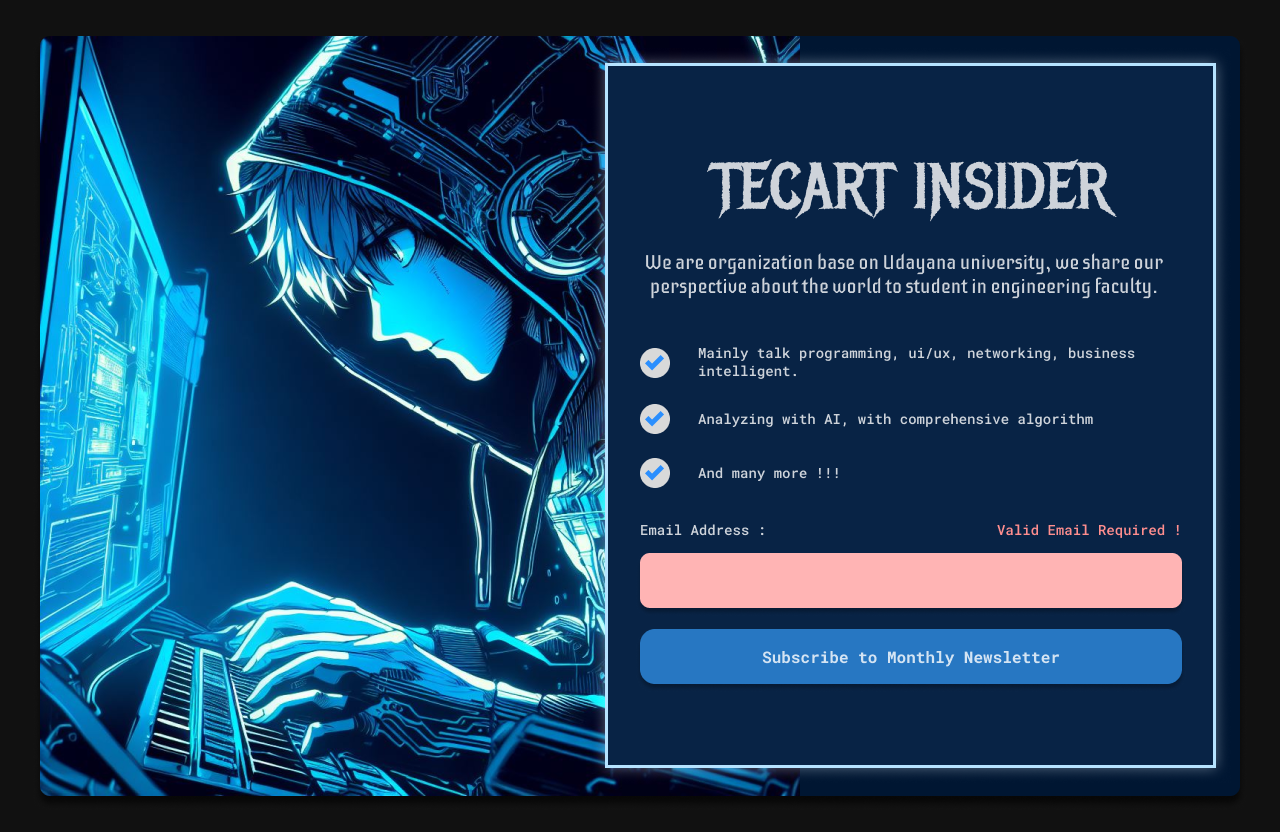 TECART INSIDER
We are organization base on Udayana university, we share our
perspective about the world to student in engineering faculty.
Mainly talk programming, ui/ux, networking, business
intelligent.
Analyzing with AI, with comprehensive algorithm
And many more !!!
Email Address :
Valid Email Required !
Subscribe to Monthly Newsletter